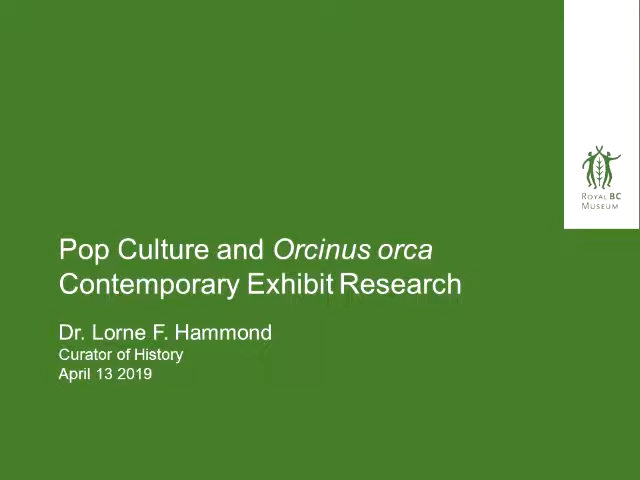 Royal BC
Museum
Pop Culture and Orcinus orca
Contemporary Exhibit Research
Dr. Lorne F. Hammond
Curator of History
April 13 2019